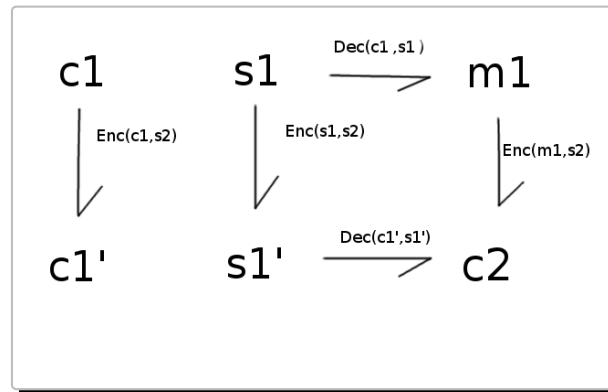 Dec(c1 ,s1 )
c1 s1 m1
Enc(c1,s2) Enc(s1,s2) Enc(m1,s2)
Dec(c1',s1')
c1' s1' c2